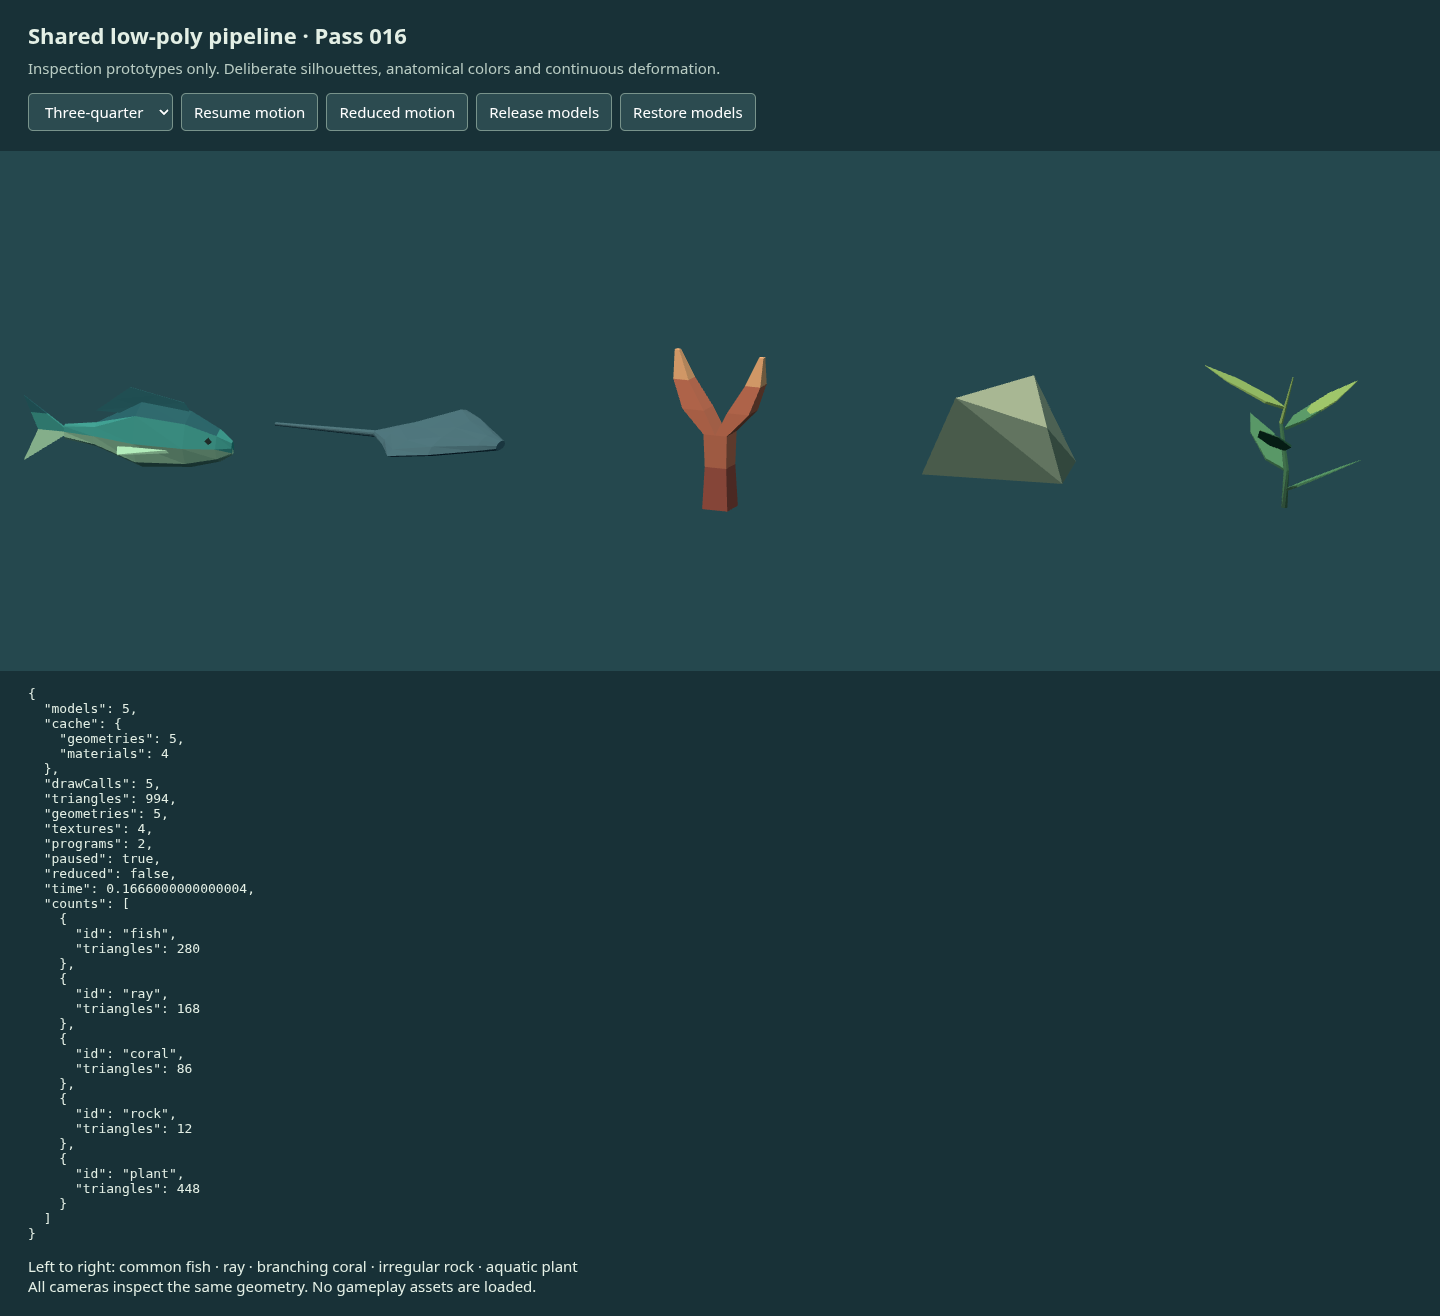 Shared low-poly pipeline · Pass 016
Inspection prototypes only. Deliberate silhouettes, anatomical colors and continuous deformation.
Three-quarter Resume motion Reduced motion Release models Restore models
{
  "models": 5,
  "cache": {
    "geometries": 5,
    "materials": 4
  },
  "drawCalls": 5,
  "triangles": 994,
  "geometries": 5,
  "textures": 4,
  "programs": 2,
  "paused": true,
  "reduced": false,
  "time": 0.1666000000000004,
  "counts": [
    {
      "id": "fish",
      "triangles": 280
    },
    {
      "id": "ray",
      "triangles": 168
    },
    {
      "id": "coral",
      "triangles": 86
    },
    {
      "id": "rock",
      "triangles": 12
    },
    {
      "id": "plant",
      "triangles": 448
    }
  ]
}
Left to right: common fish · ray · branching coral · irregular rock · aquatic plant
All cameras inspect the same geometry. No gameplay assets are loaded.